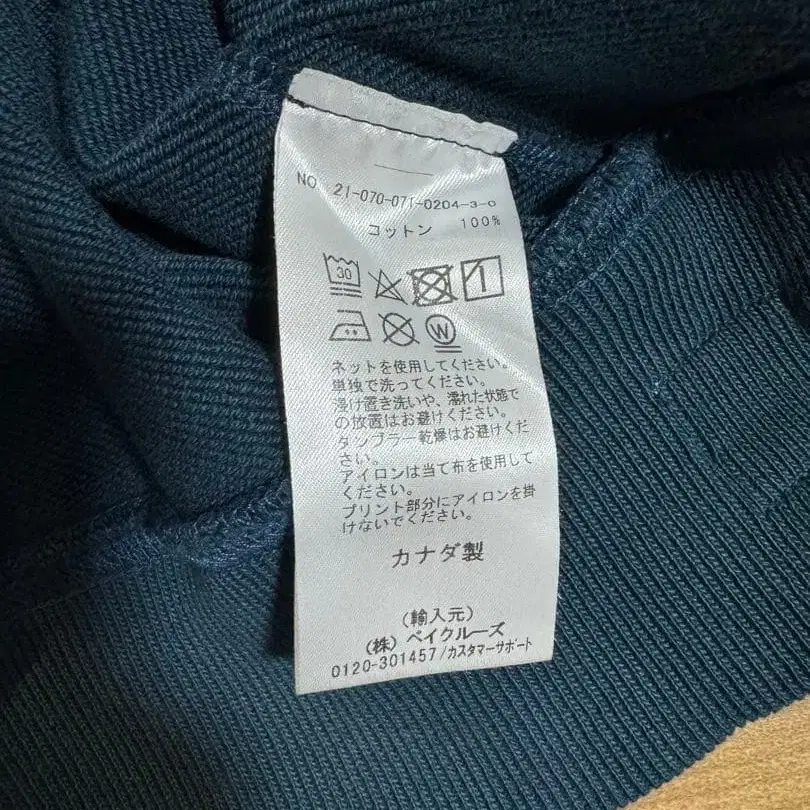 NO. 21-070-071-0204-3-0
コットン 100%
30
1
W
ネットを使用してください。
単独で洗ってください。
浸け置き洗いや、濡れた状態で
の放置はお避けください。
タンブラー乾燥はお避けくだ
さい。
アイロンは当て布を使用して
ください。
プリント部分にアイロンを掛
けないでください。
カナダ製
(輸入元)
(株) ベイクルーズ
0120-301457/カスタマーサポート